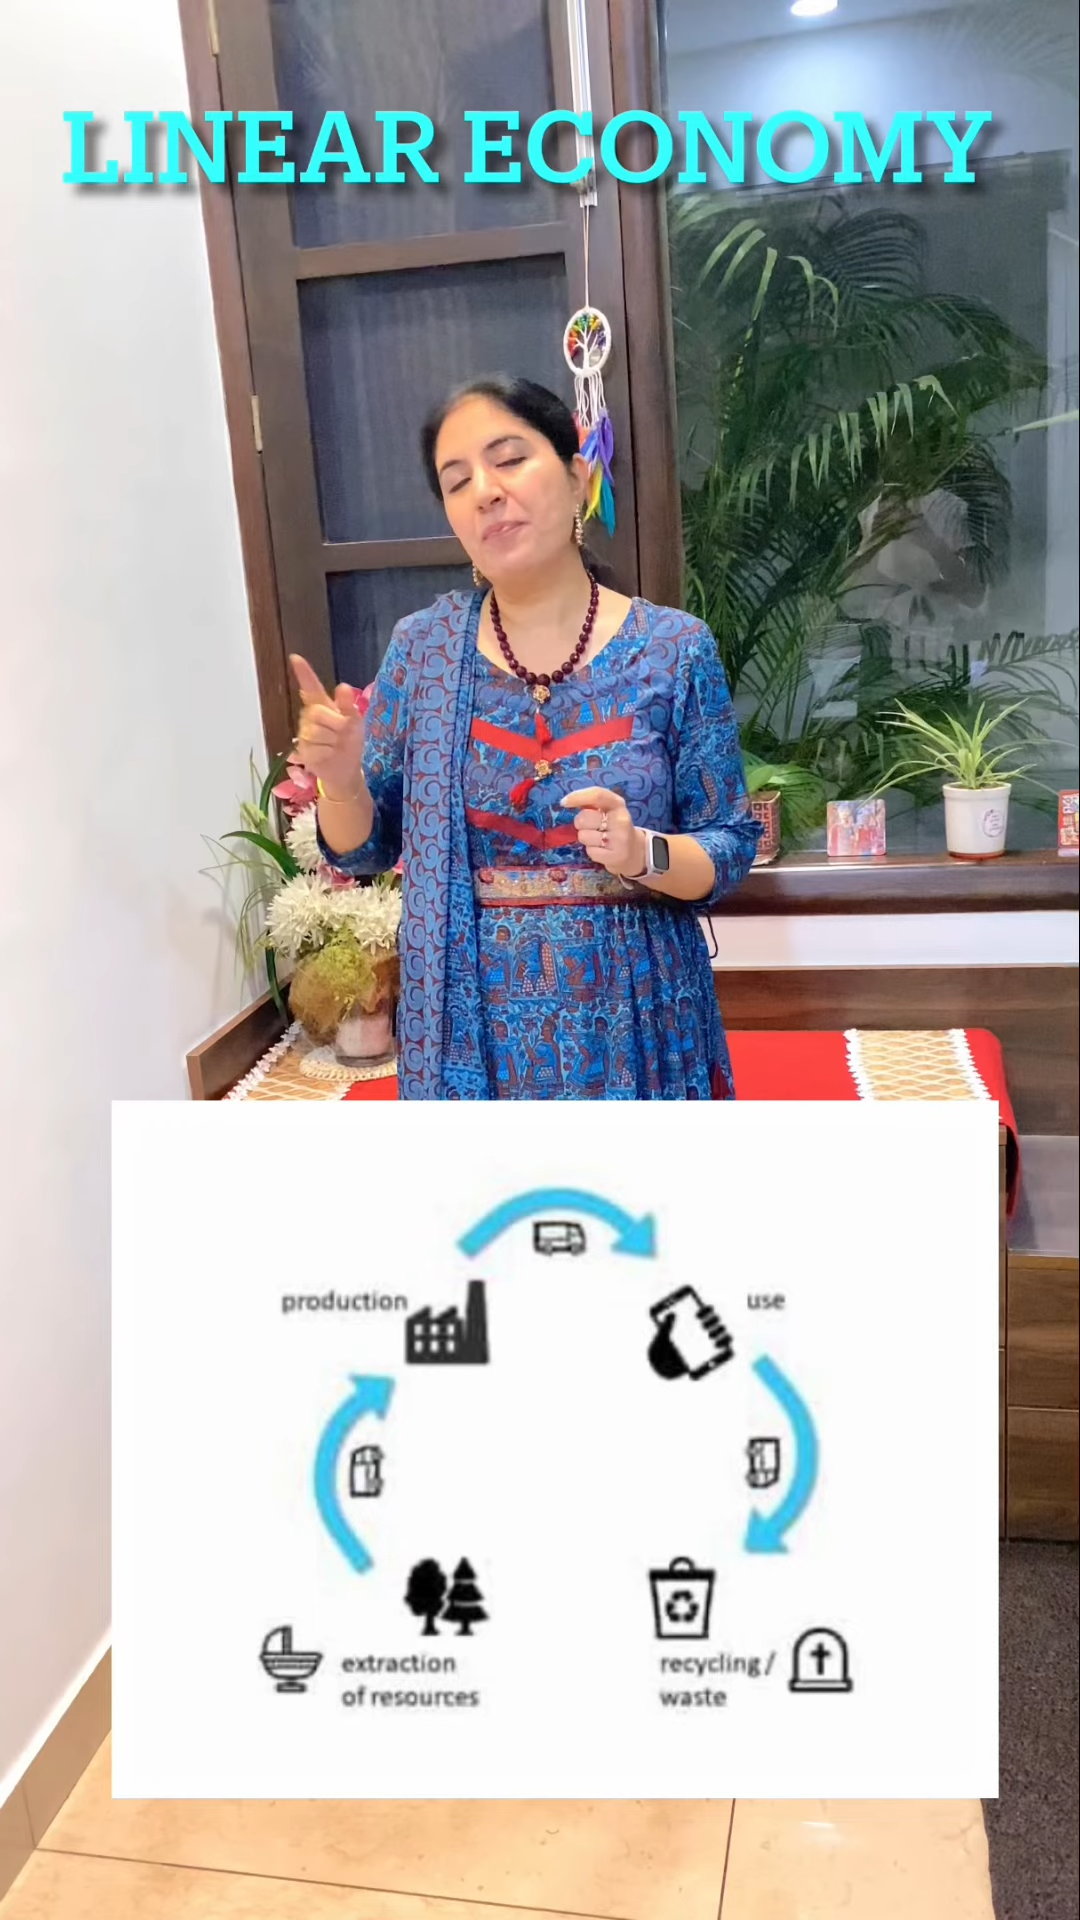 LINEAR ECONOMY
production
use
extraction
of resources
recycling/
waste